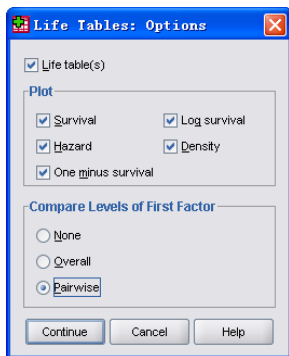 Life Tables: Options
Life table(s)
Plot
Survival Log survival
Hazard Density
One minus survival
Compare Levels of First Factor
None
Overall
Pairwise
Continue Cancel Help